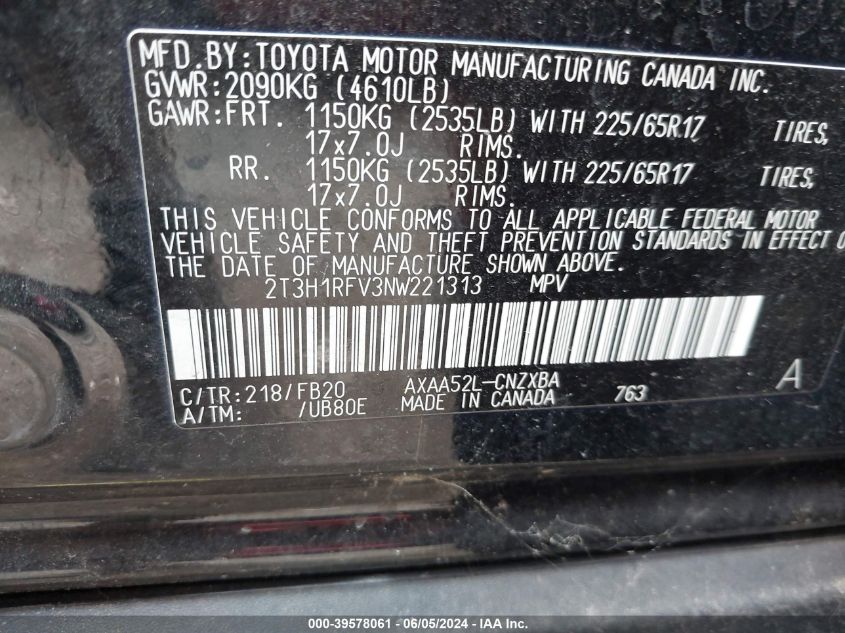 MFD.BY:TOYOTA MOTOR MANUFACTURING CANADA INC.
GVWR:2090KG (4610LB)
GAWR:FRT. 1150KG (2535LB) WITH 225/65R17 TIRES,
17x7.0J RIMS.
RR. 1150KG (2535LB) WITH 225/65R17 TIRES,
17x7.0J RIMS.
THIS VEHICLE CONFORMS TO ALL APPLICABLE FEDERAL MOTOR
VEHICLE SAFETY AND THEFT PREVENTION STANDARDS IN EFFECT O
THE DATE OF MANUFACTURE SHOWN ABOVE.
2T3H1RFV3NW221313 MPV
C/TR:218/FB20 AXAA52L-CNZXBA A
A/TM: /UB80E MADE IN CANADA 763
000-39578061 - 06/05/2024 - IAA Inc.